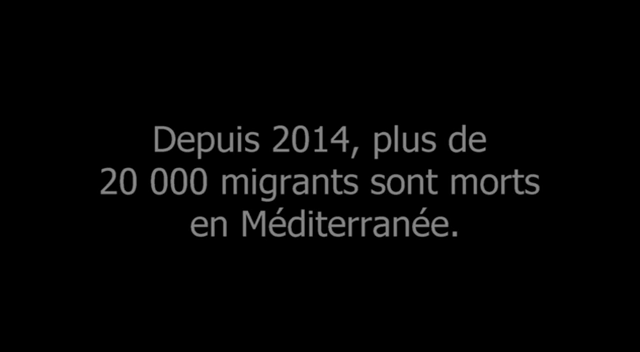 Depuis 2014, plus de
20 000 migrants sont morts
en Méditerranée.